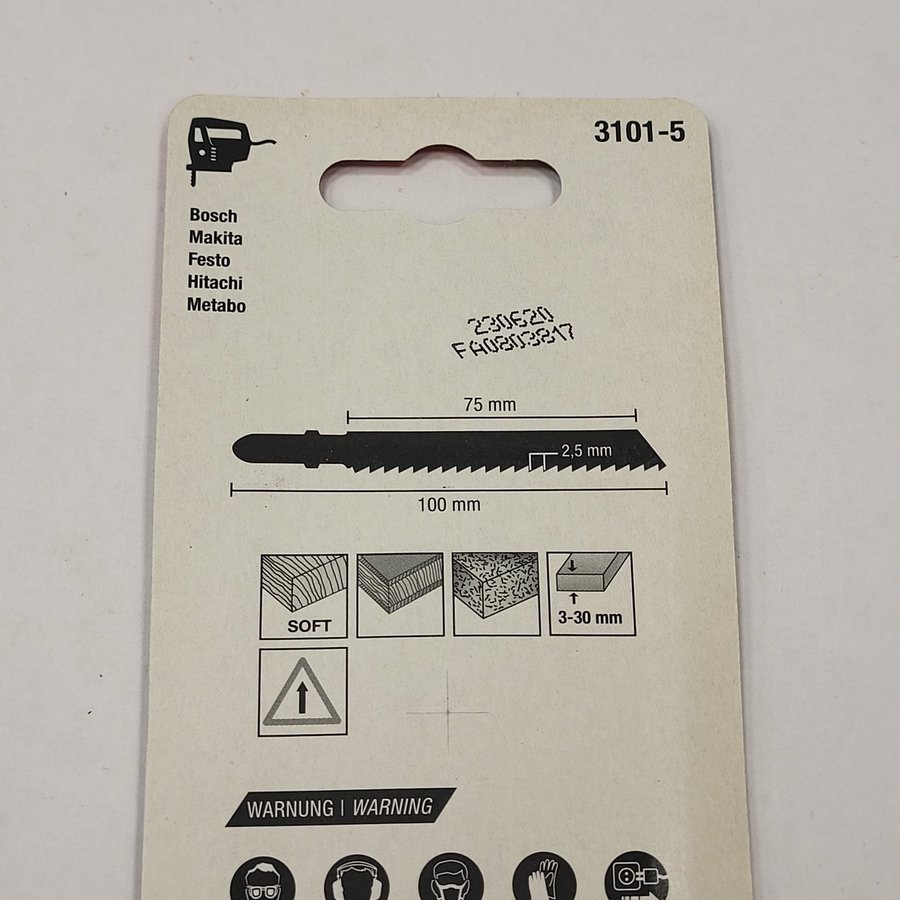 3101-5
Bosch
Makita
Festo
Hitachi
Metabo
230620
FA0803817
75 mm
2,5 mm
100 mm
SOFT
3-30 mm
WARNUNG | WARNING